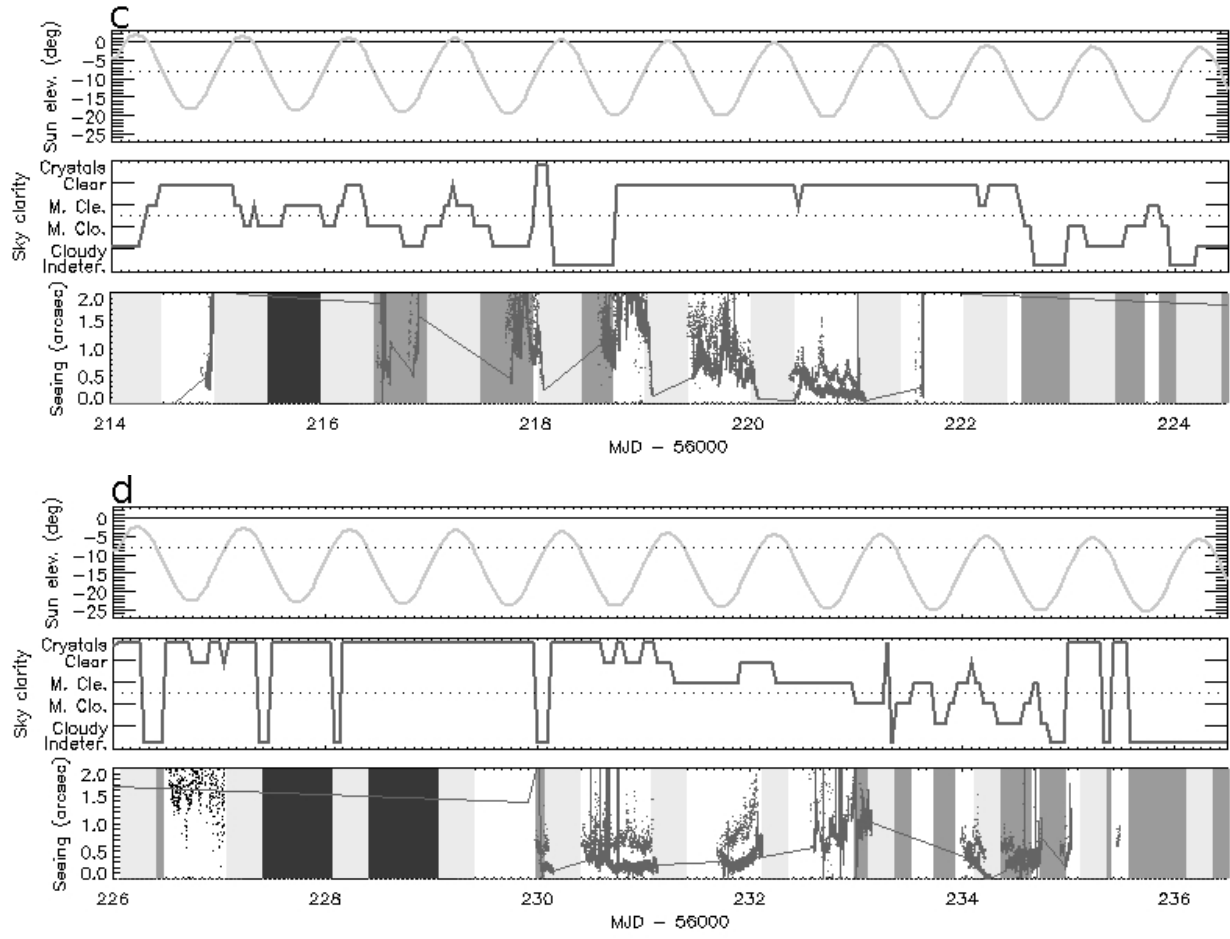 c
Sun elev. (deg)
0
−5
−10
−15
−20
−25
Sky clarity
Crystals
Clear
M. Cle.
M. Clo.
Cloudy
Indeter.
Seeing (arcsec)
2.0
1.5
1.0
0.5
0.0
214 216 218 220 222 224
MJD − 56000
d
Sun elev. (deg)
0
−5
−10
−15
−20
−25
Sky clarity
Crystals
Clear
M. Cle.
M. Clo.
Cloudy
Indeter.
Seeing (arcsec)
2.0
1.5
1.0
0.5
0.0
226 228 230 232 234 236
MJD − 56000